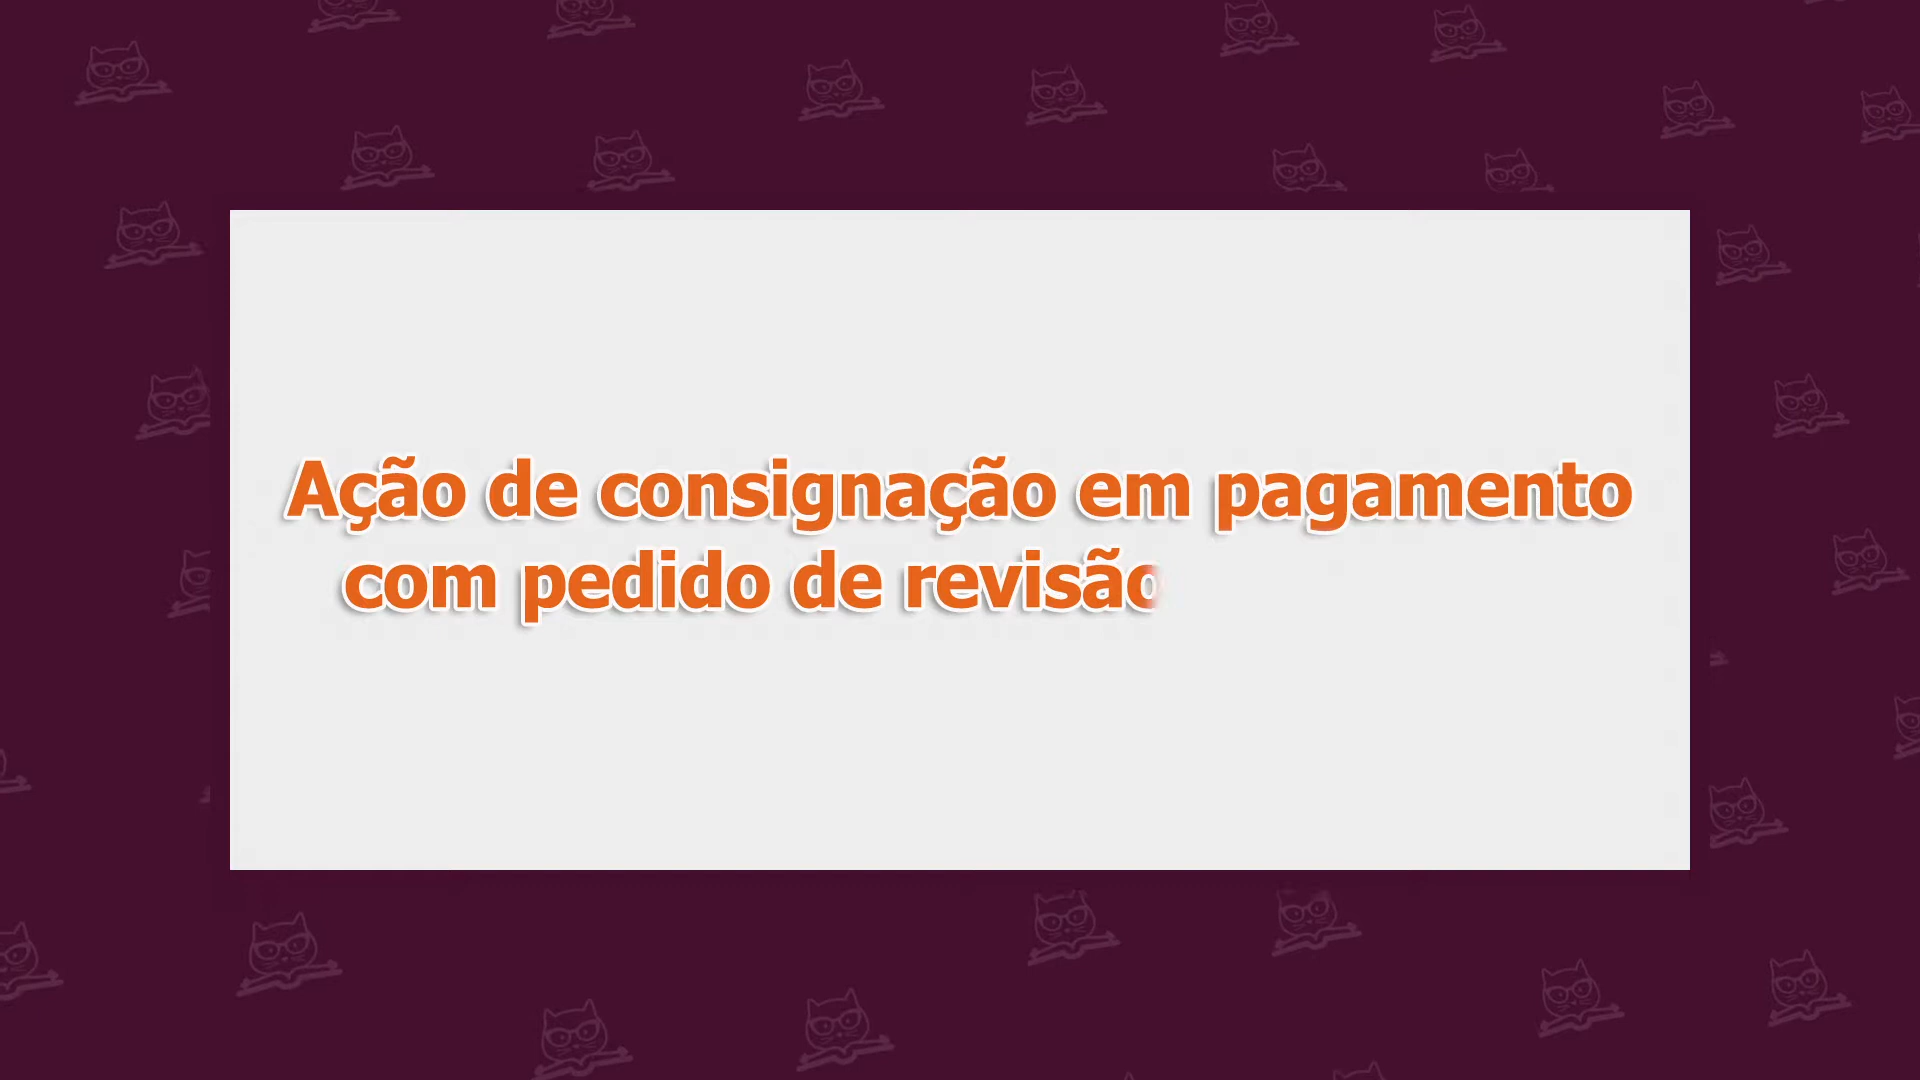 Ação de consignação em pagamento
com pedido de revisão